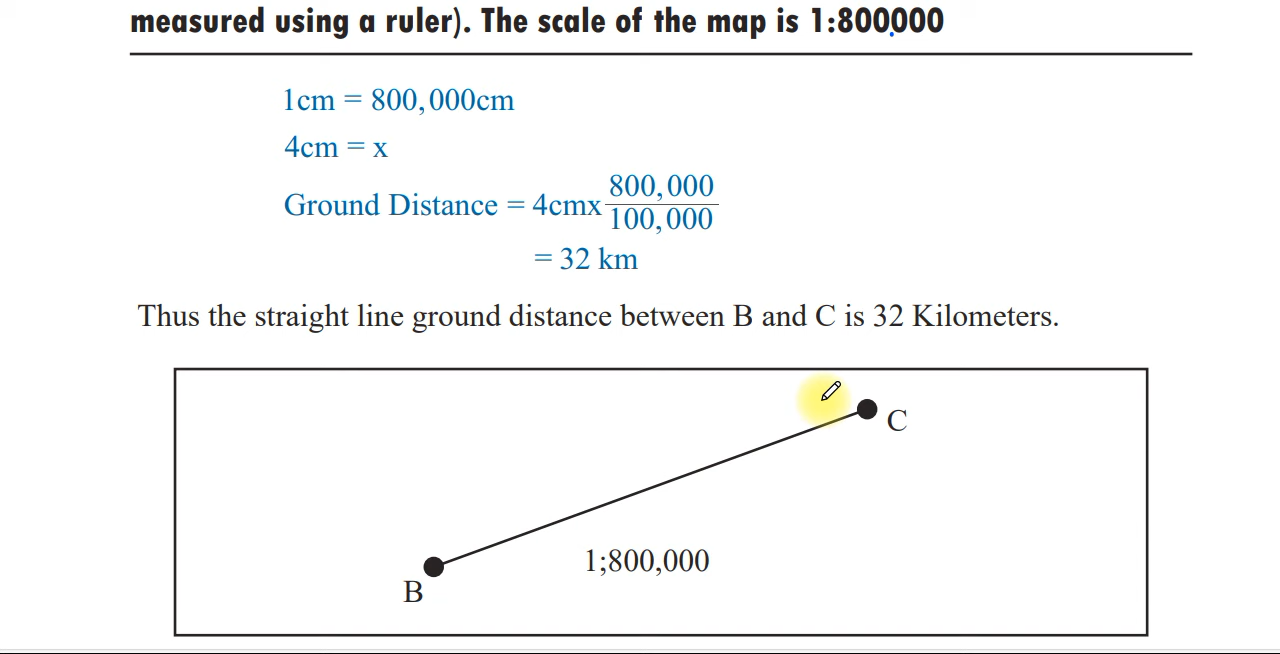 measured using a ruler). The scale of the map is 1:800000
1cm = 800,000cm
4cm = x
Ground Distance = 4cmx 800,000
100,000
= 32 km
Thus the straight line ground distance between B and C is 32 Kilometers.
C
1;800,000
B